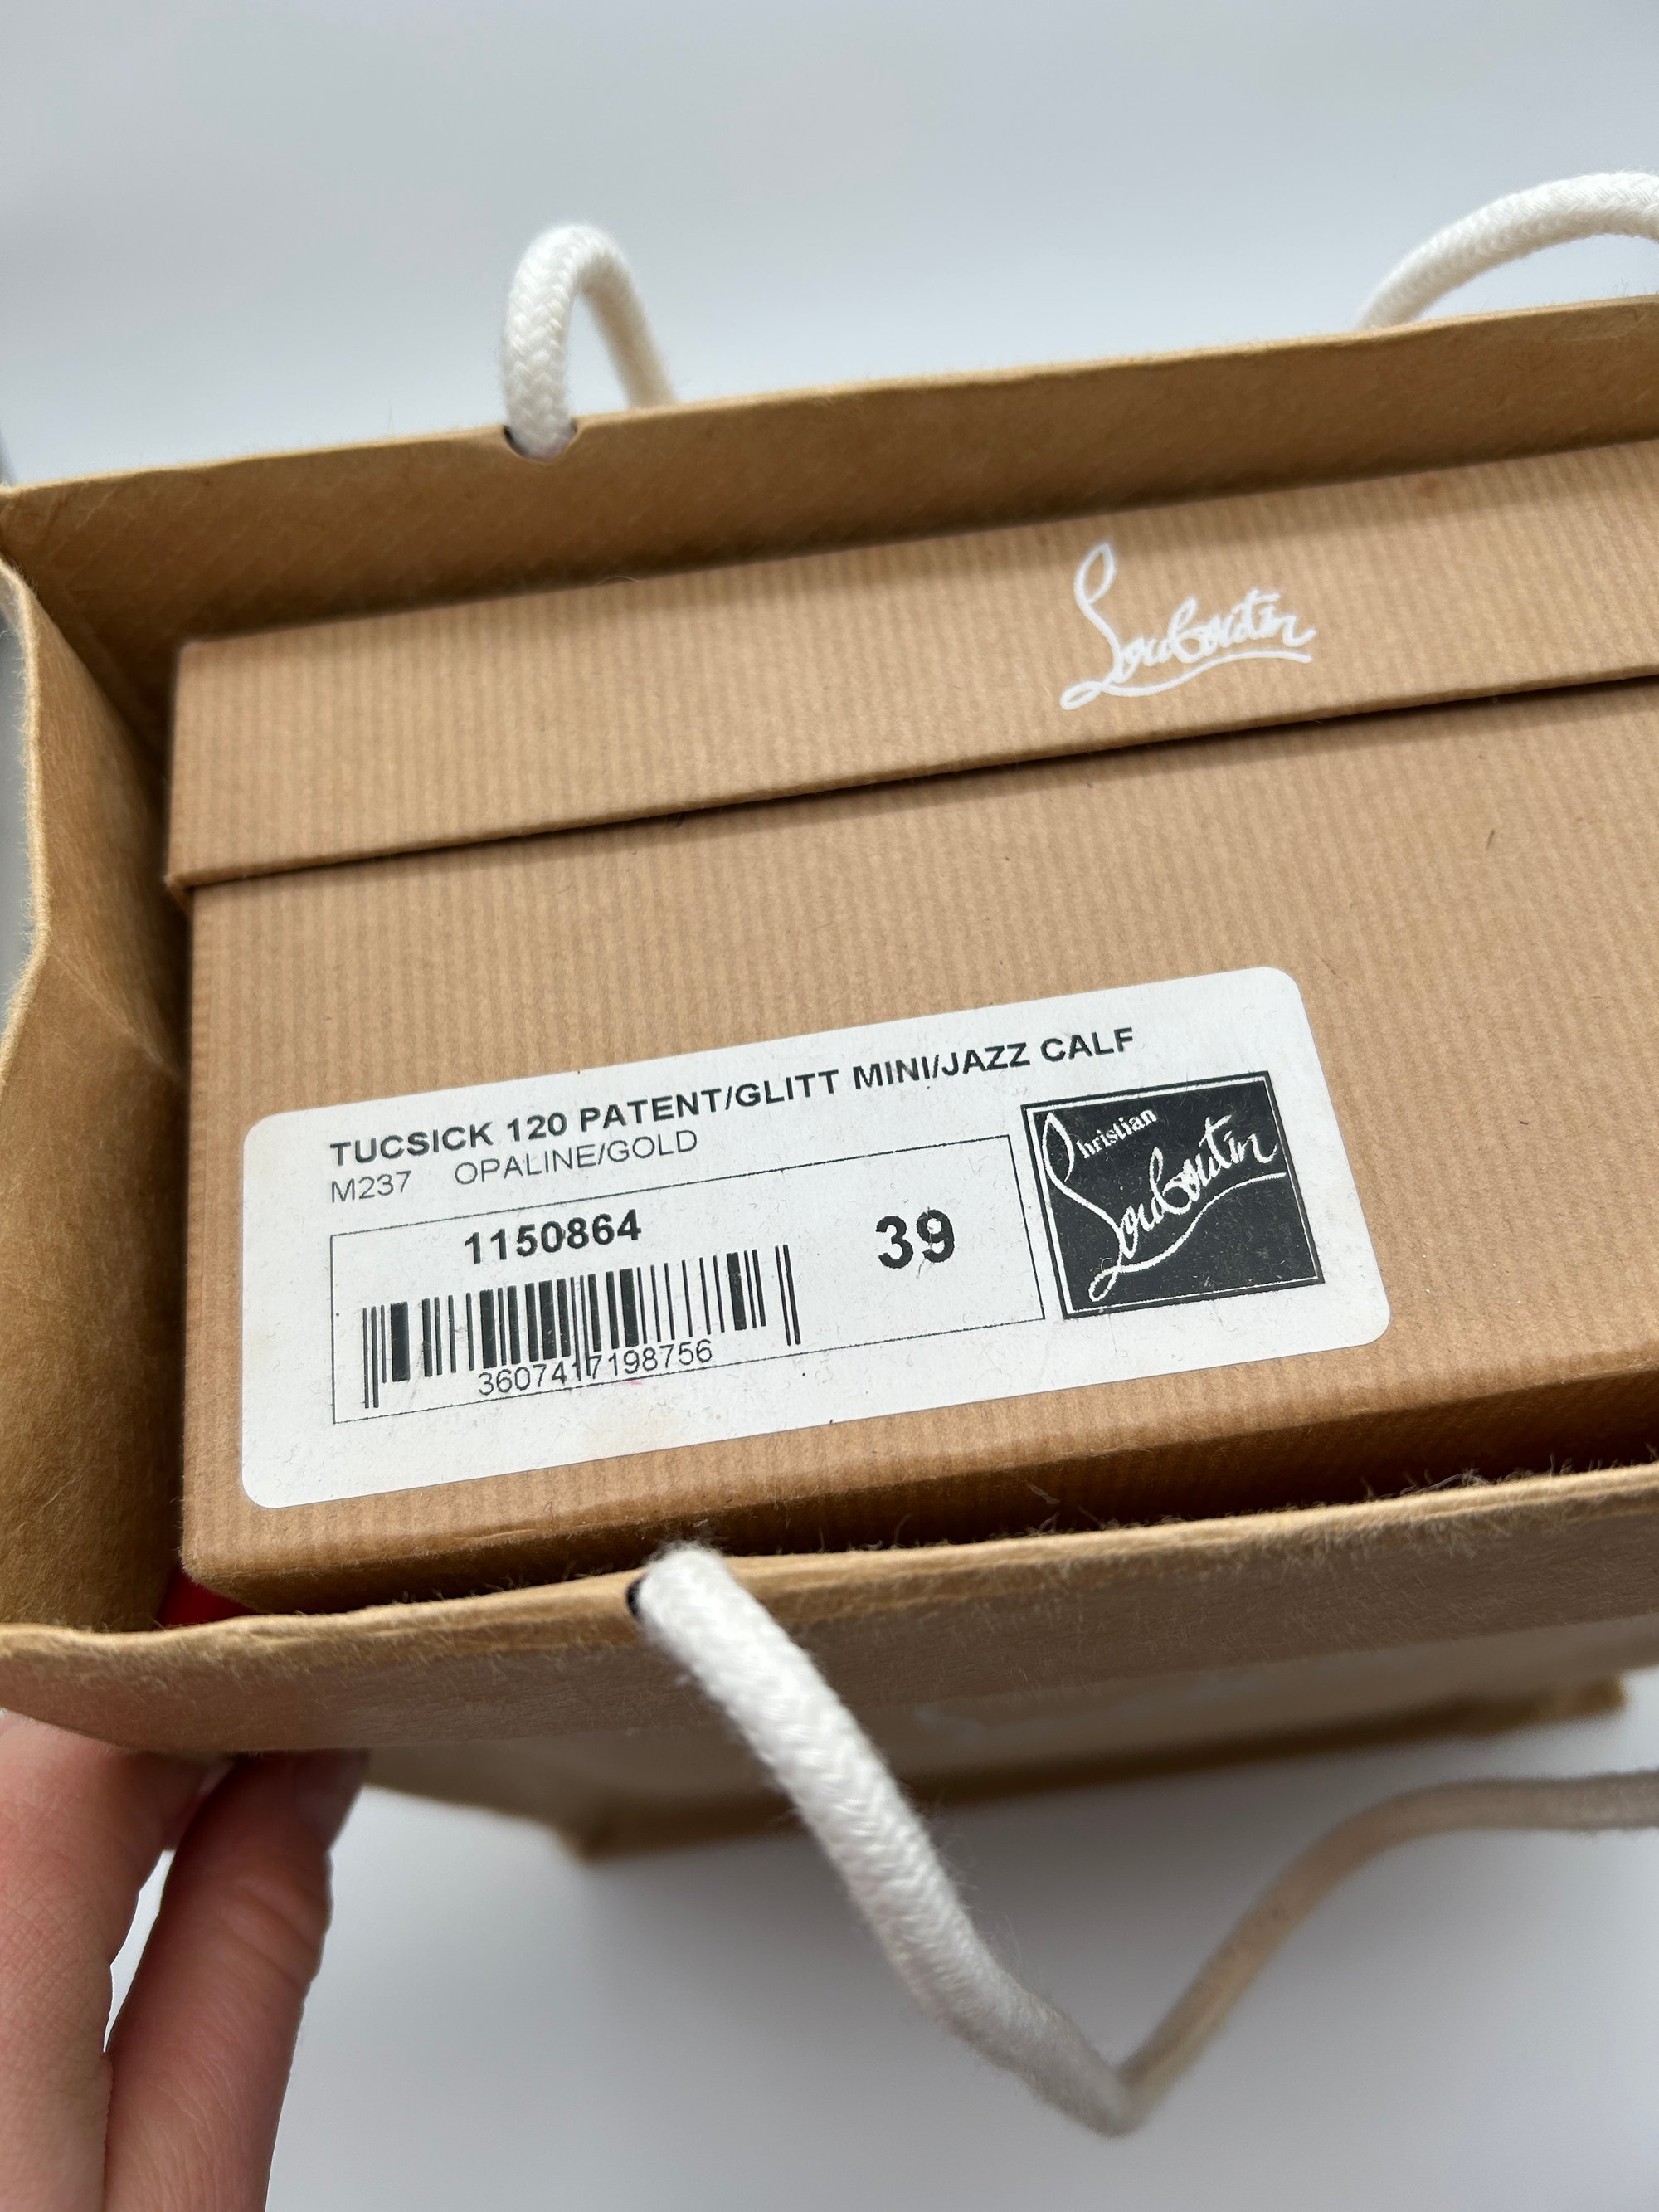 Louboutin
TUCSICK 120 PATENT/GLITT MINI/JAZZ CALF
M237 OPALINE/GOLD
1150864
39
3607417198756
Christian
Louboutin